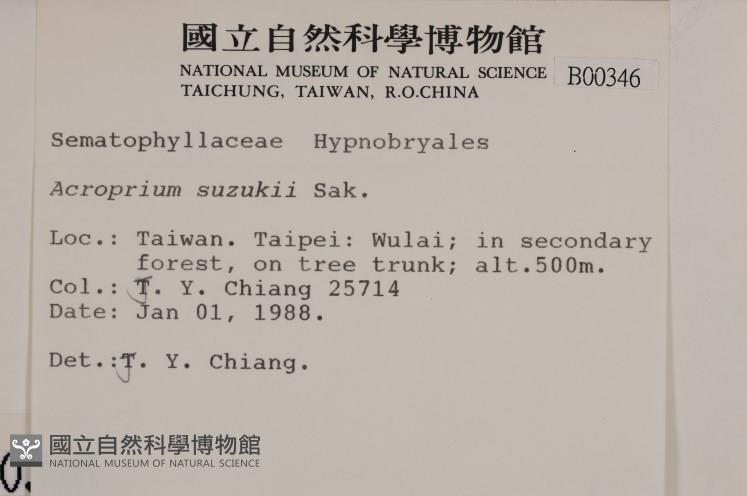 國立自然科學博物館
NATIONAL MUSEUM OF NATURAL SCIENCE
TAICHUNG, TAIWAN, R.O.CHINA
B00346
Sematophyllaceae Hypnobryales
Acroprium suzukii Sak.
Loc.: Taiwan. Taipei: Wulai; in secondary
forest, on tree trunk; alt.500m.
Col.: T. Y. Chiang 25714
Date: Jan 01, 1988.
Det.:T. Y. Chiang.
國立自然科學博物館
NATIONAL MUSEUM OF NATURAL SCIENCE